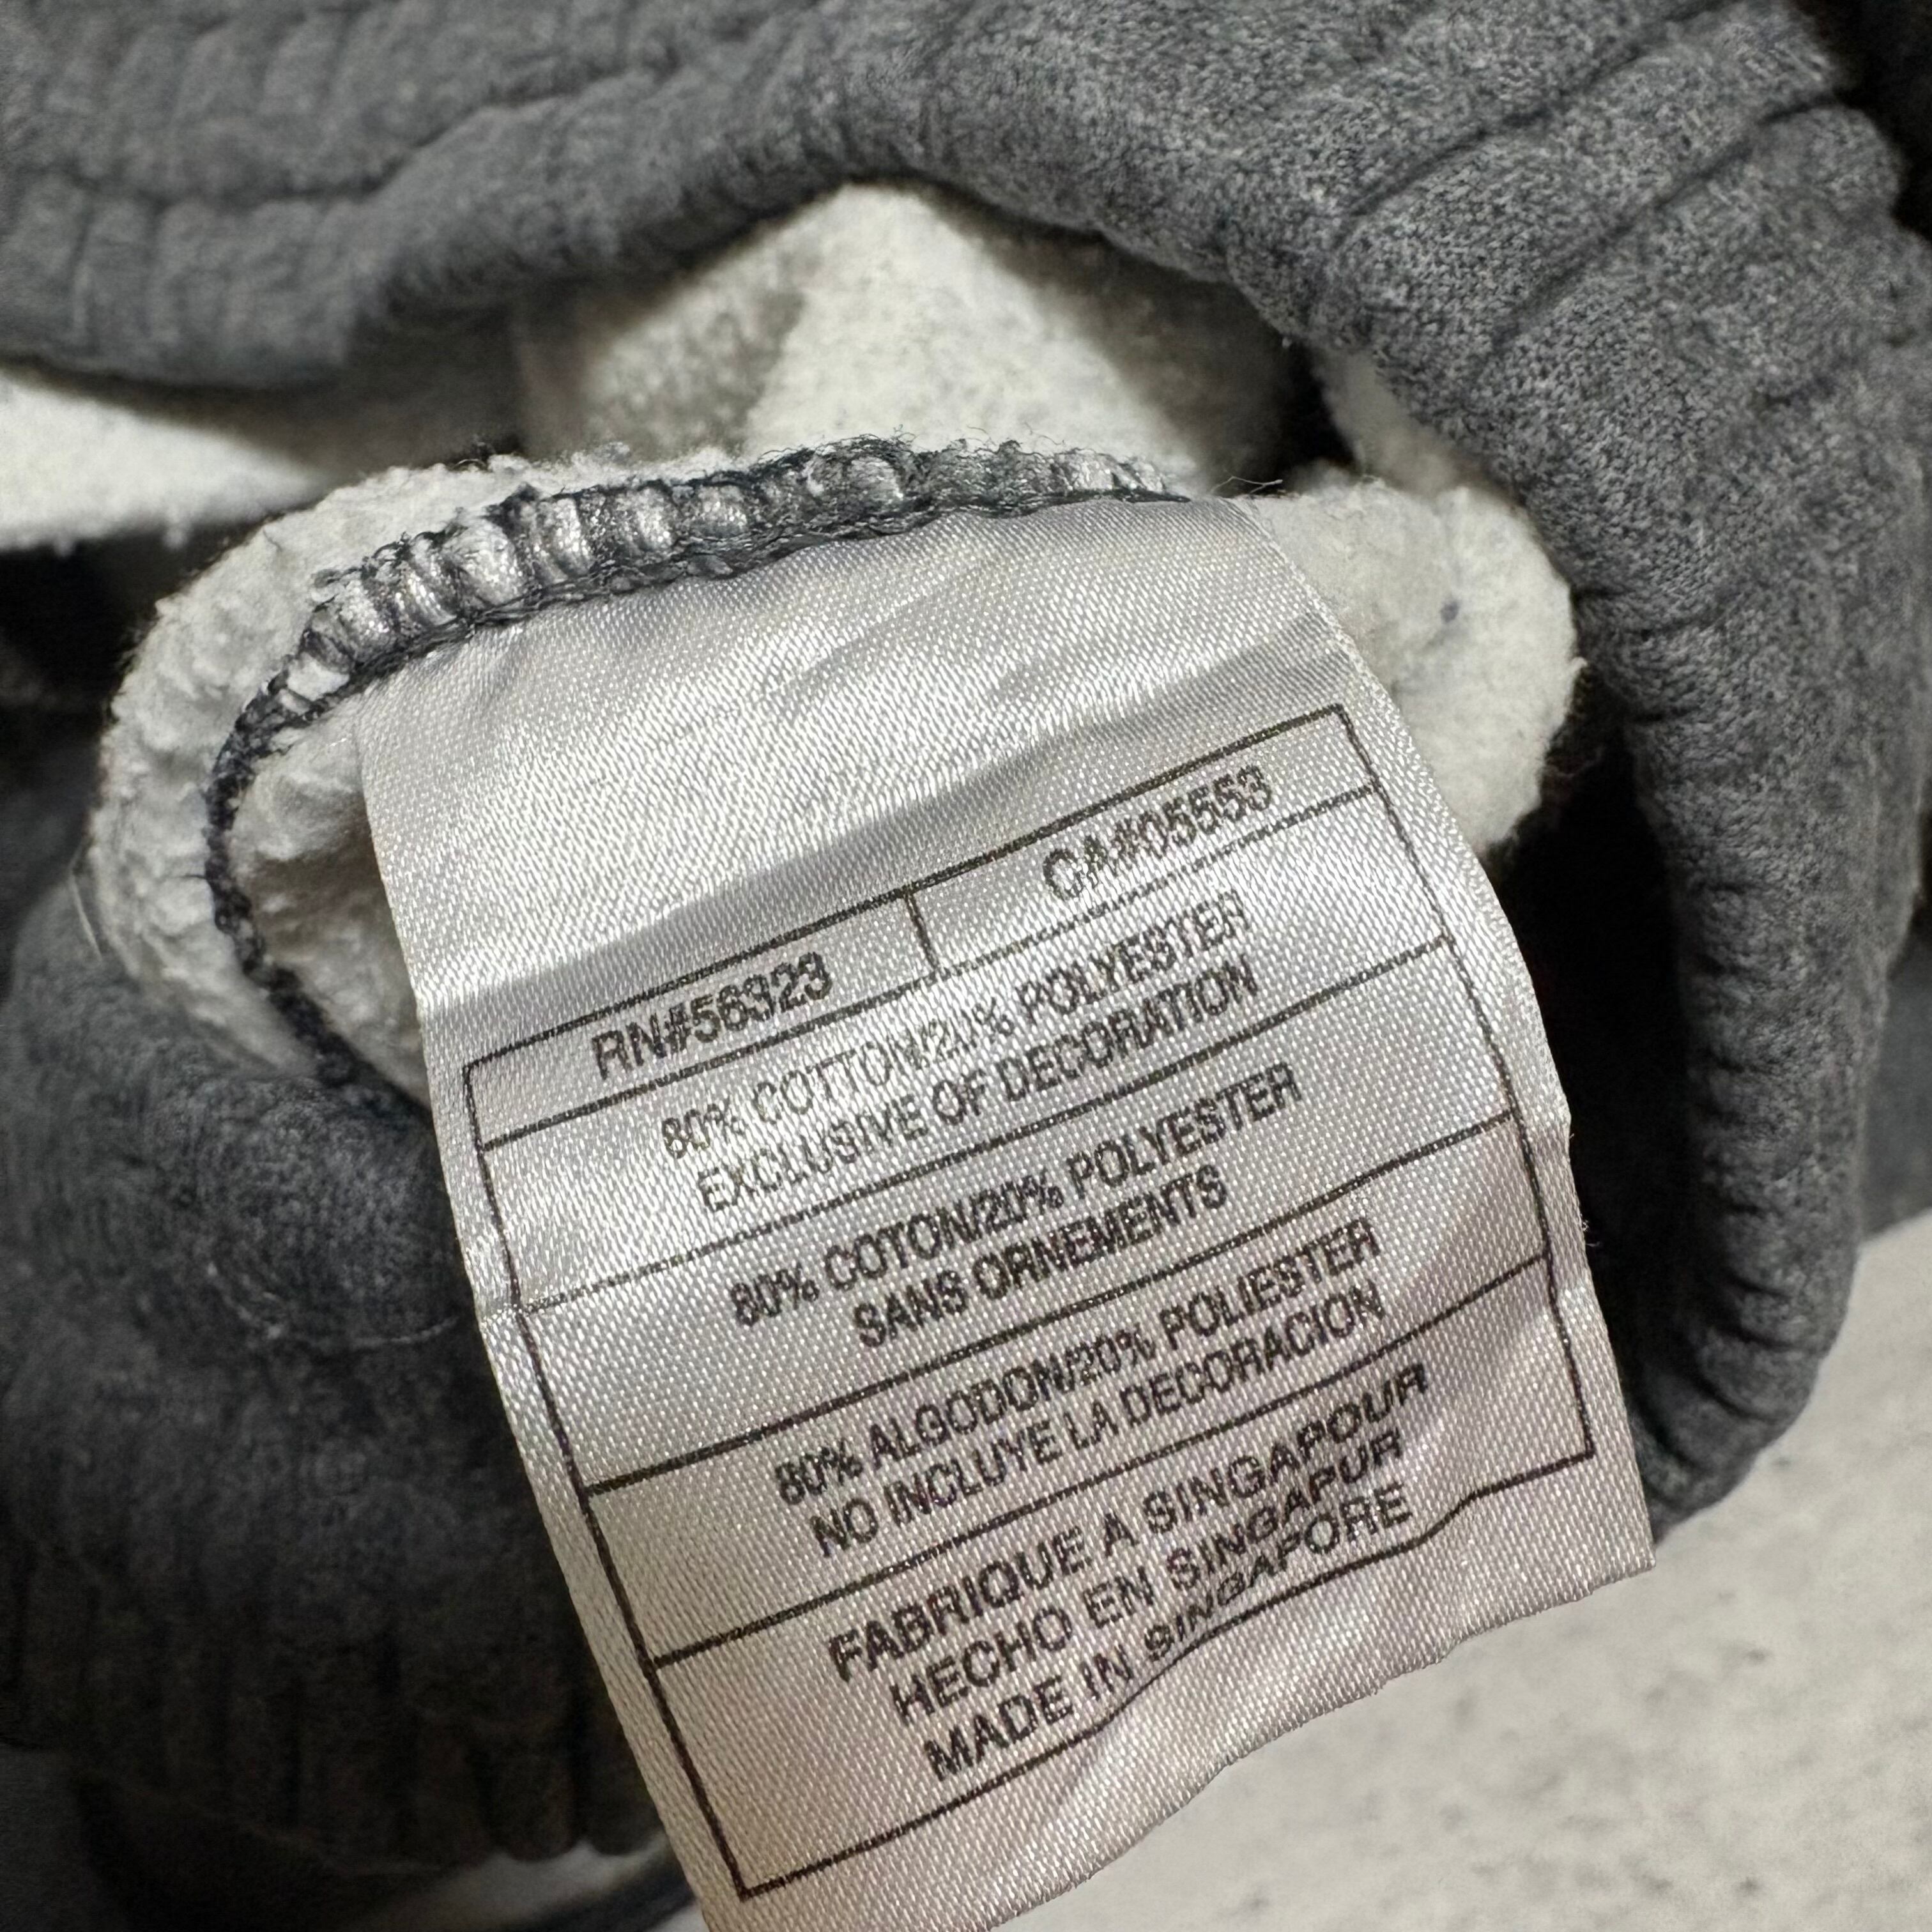 RN#56323 CA#05553
80% COTTON/20% POLYESTER
EXCLUSIVE OF DECORATION
80% COTON/20% POLYESTER
SANS ORNEMENTS
80% ALGODON/20% POLIESTER
NO INCLUYE LA DECORACION
FABRIQUE A SINGAPOUR
HECHO EN SINGAPUR
MADE IN SINGAPORE